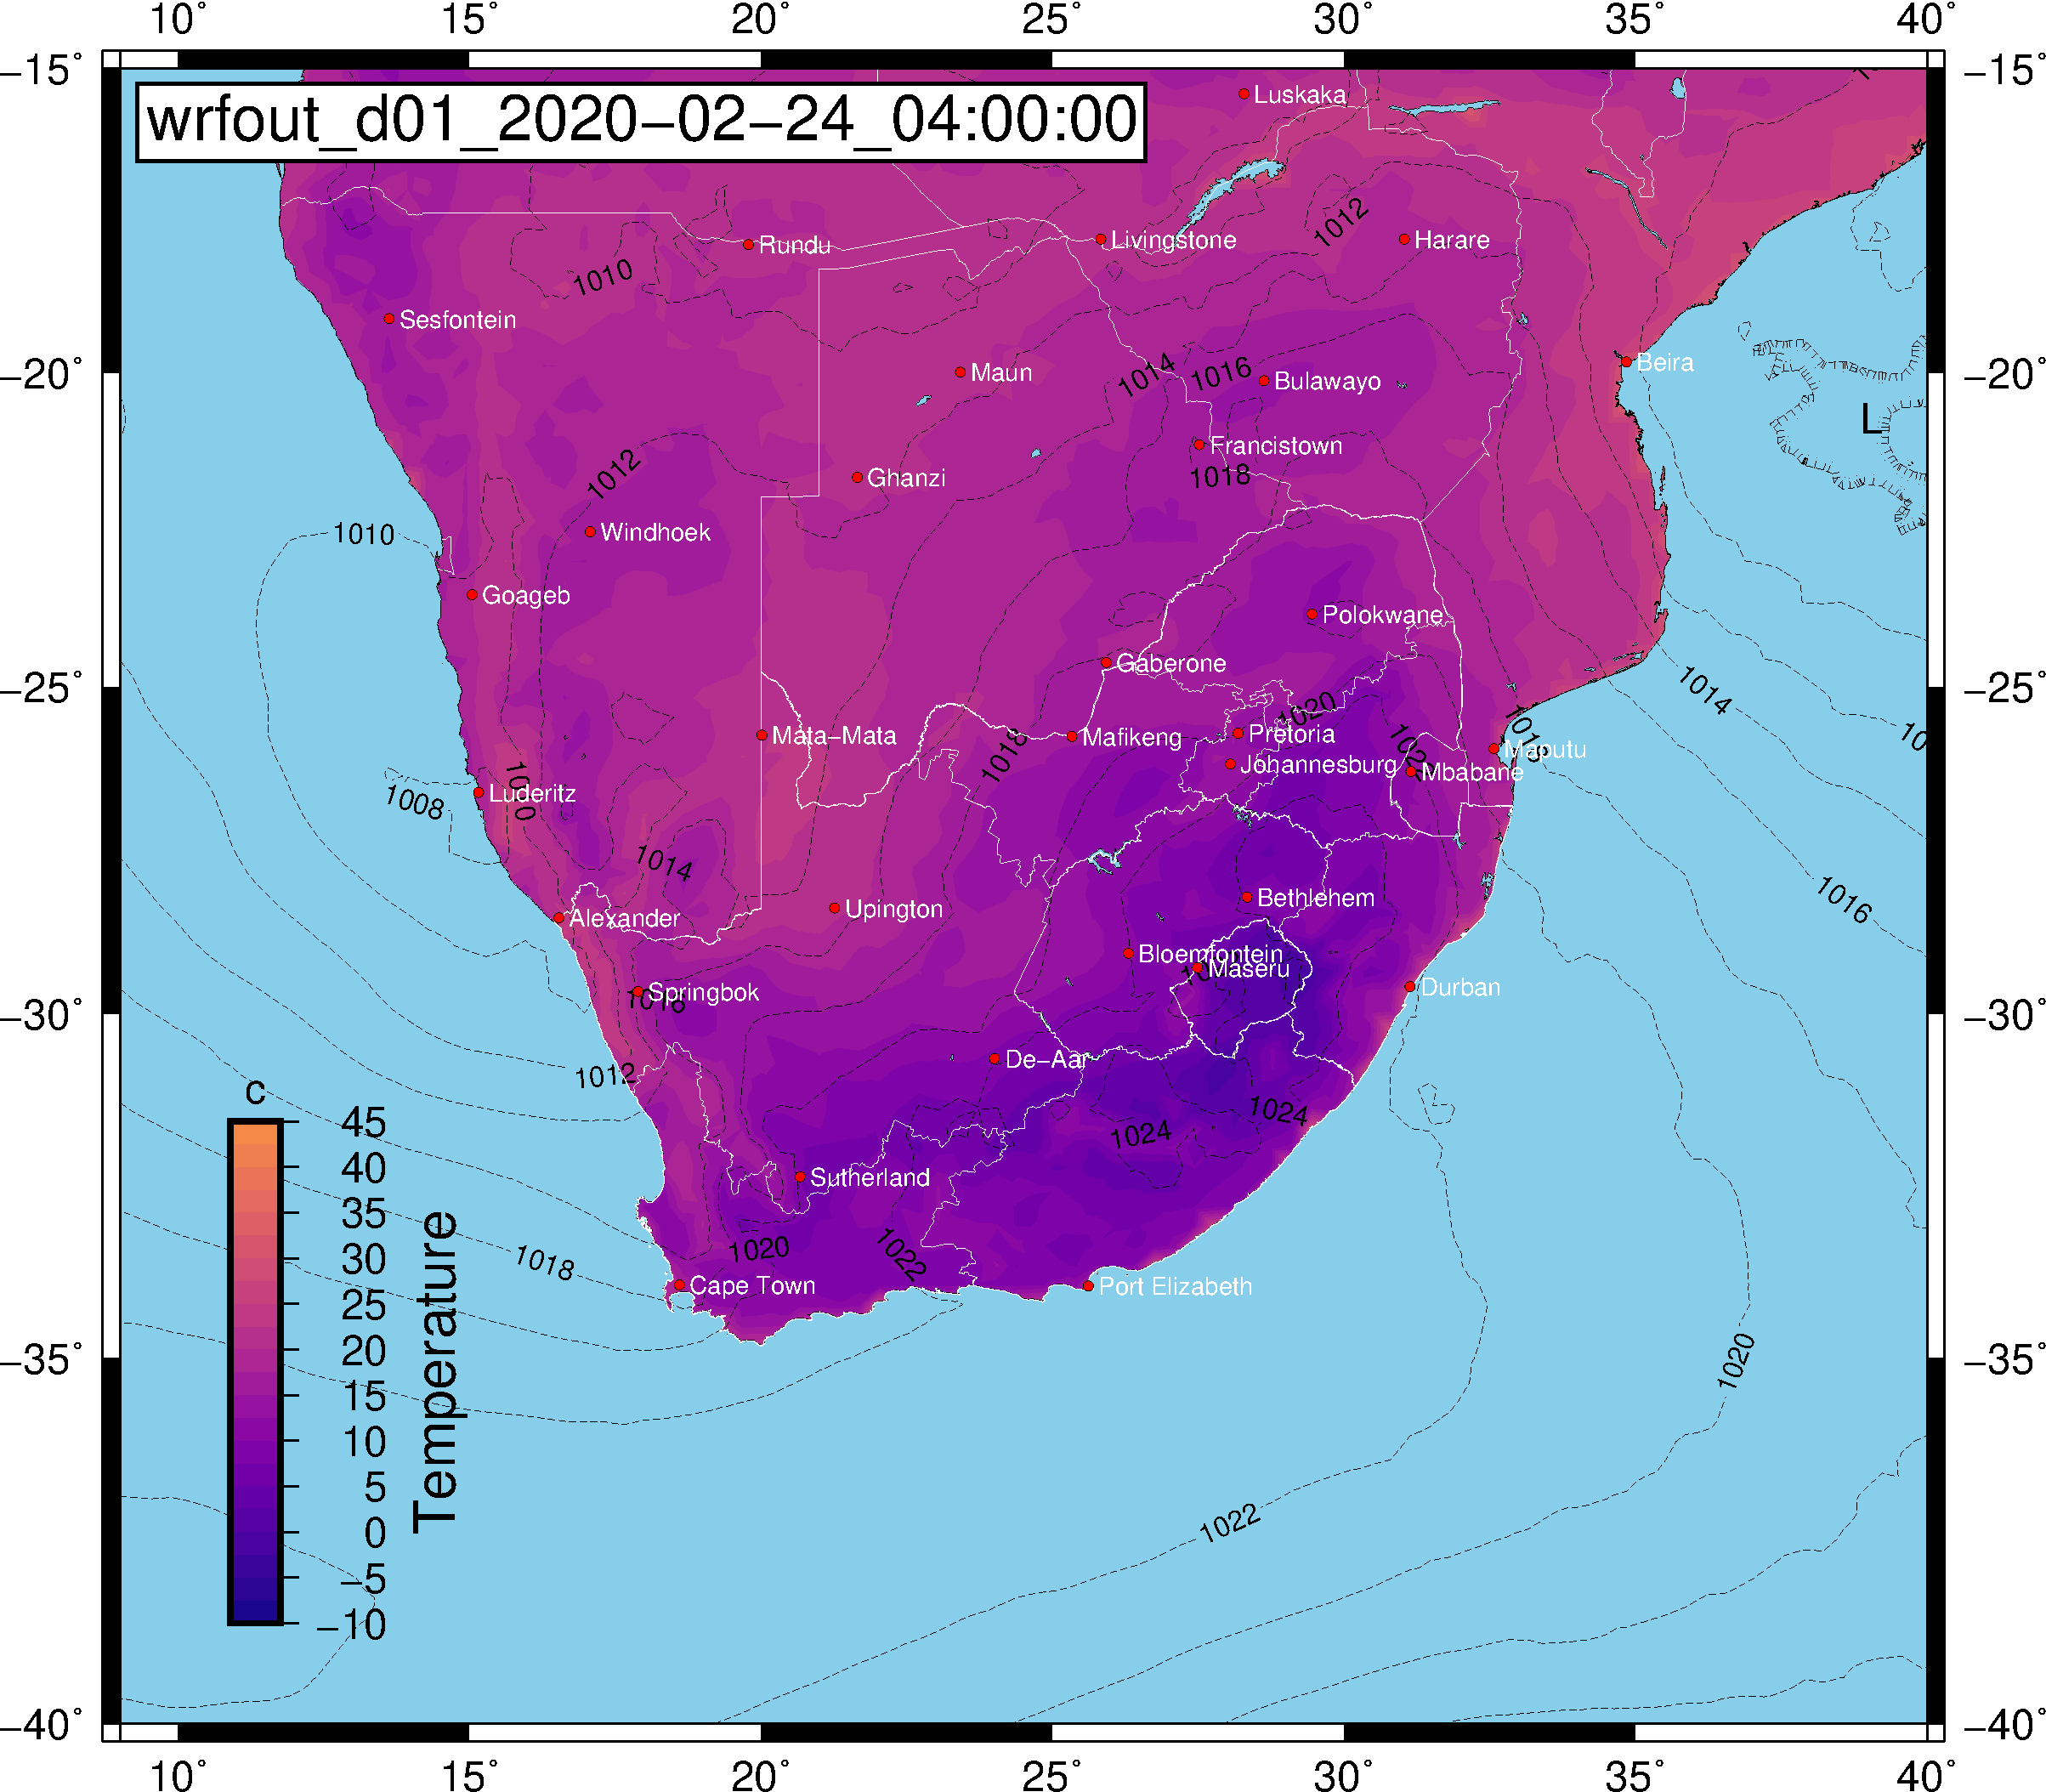 10° 15° 20° 25° 30° 35° 40°
-15° -15°
wrfout_d01_2020-02-24_04:00:00
Luskaka
1012
Rundu
Livingstone
Harare
1010
Sesfontein
-20° -20°
1014
1016
Maun
Bulawayo
Beira
L
Francistown
1012
Ghanzi
1018
1010
Windhoek
Goageb
Polokwane
Gaberone
-25° -25°
1014
1020
Mata-Mata
Mafikeng
Pretoria
1018
Maputu
Johannesburg
Mbabane
1010
Luderitz
1008
1014
1016
Alexander
Upington
Bethlehem
Bloemfontein
Maseru
Springbok
1016
Durban
-30° -30°
De-Aar
1012
c
45
40
35
30
25
20
15
10
5
0
-5
-10
Temperature
1024
1024
Sutherland
1020
1022
1018
Cape Town
Port Elizabeth
-35° -35°
1020
1022
-40° -40°
10° 15° 20° 25° 30° 35° 40°